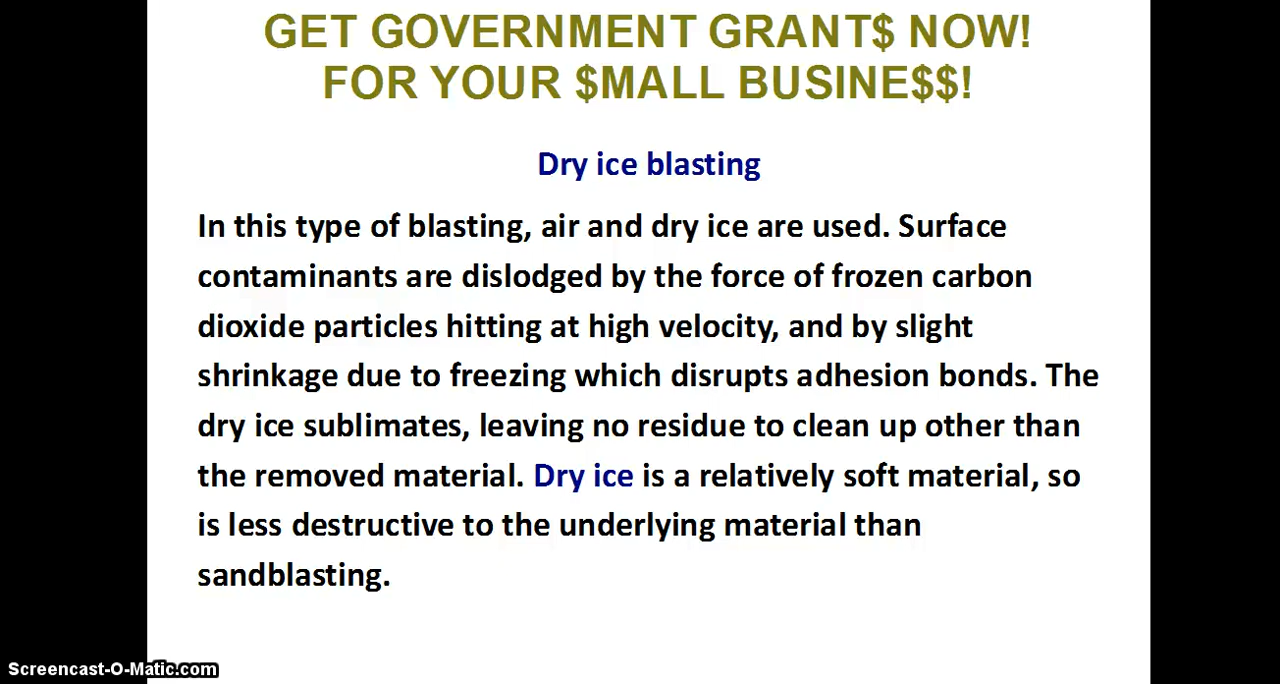 GET GOVERNMENT GRANT$ NOW!
FOR YOUR $MALL BUSINE$$!
Dry ice blasting
In this type of blasting, air and dry ice are used. Surface
contaminants are dislodged by the force of frozen carbon
dioxide particles hitting at high velocity, and by slight
shrinkage due to freezing which disrupts adhesion bonds. The
dry ice sublimates, leaving no residue to clean up other than
the removed material. Dry ice is a relatively soft material, so
is less destructive to the underlying material than
sandblasting.
Screencast-O-Matic.com